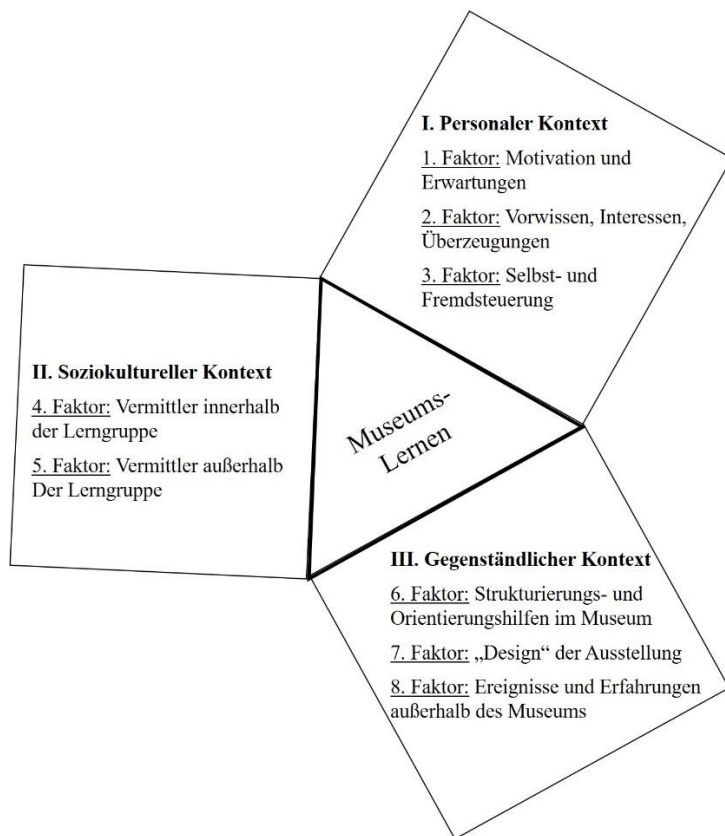 I. Personaler Kontext
1. Faktor: Motivation und
Erwartungen
2. Faktor: Vorwissen, Interessen,
Überzeugungen
3. Faktor: Selbst- und
Fremdsteuerung
II. Soziokultureller Kontext
4. Faktor: Vermittler innerhalb
der Lerngruppe
5. Faktor: Vermittler außerhalb
Der Lerngruppe
Museums-
Lernen
III. Gegenständlicher Kontext
6. Faktor: Strukturierungs- und
Orientierungshilfen im Museum
7. Faktor: „Design“ der Ausstellung
8. Faktor: Ereignisse und Erfahrungen
außerhalb des Museums